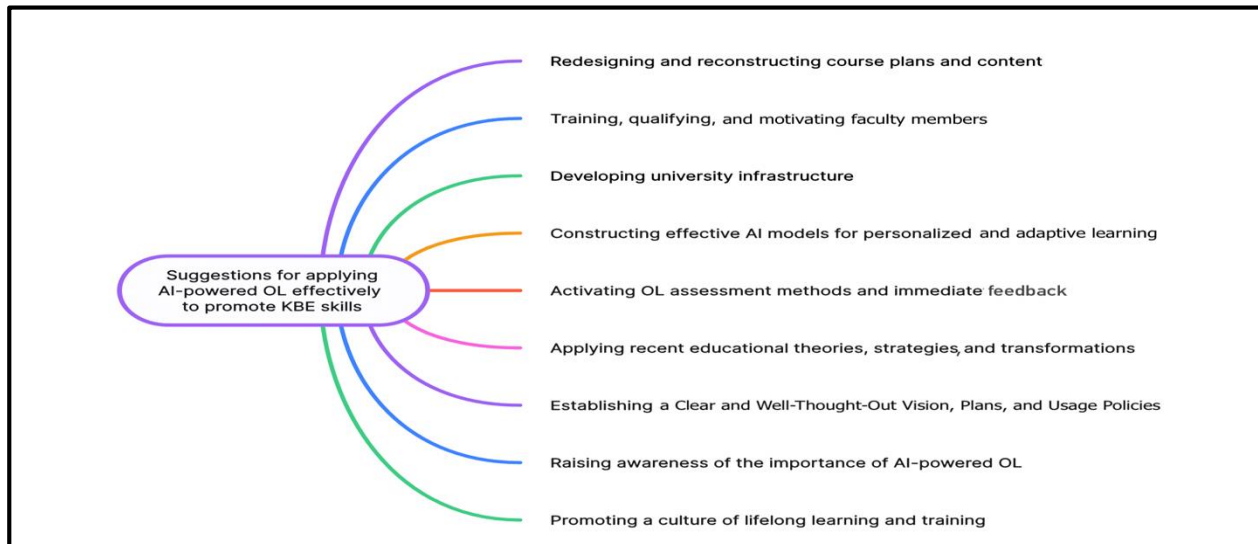 Redesigning and reconstructing course plans and content
Training, qualifying, and motivating faculty members
Developing university infrastructure
Constructing effective AI models for personalized and adaptive learning
Suggestions for applying
AI-powered OL effectively
to promote KBE skills
Activating OL assessment methods and immediate feedback
Applying recent educational theories, strategies, and transformations
Establishing a Clear and Well-Thought-Out Vision, Plans, and Usage Policies
Raising awareness of the importance of AI-powered OL
Promoting a culture of lifelong learning and training